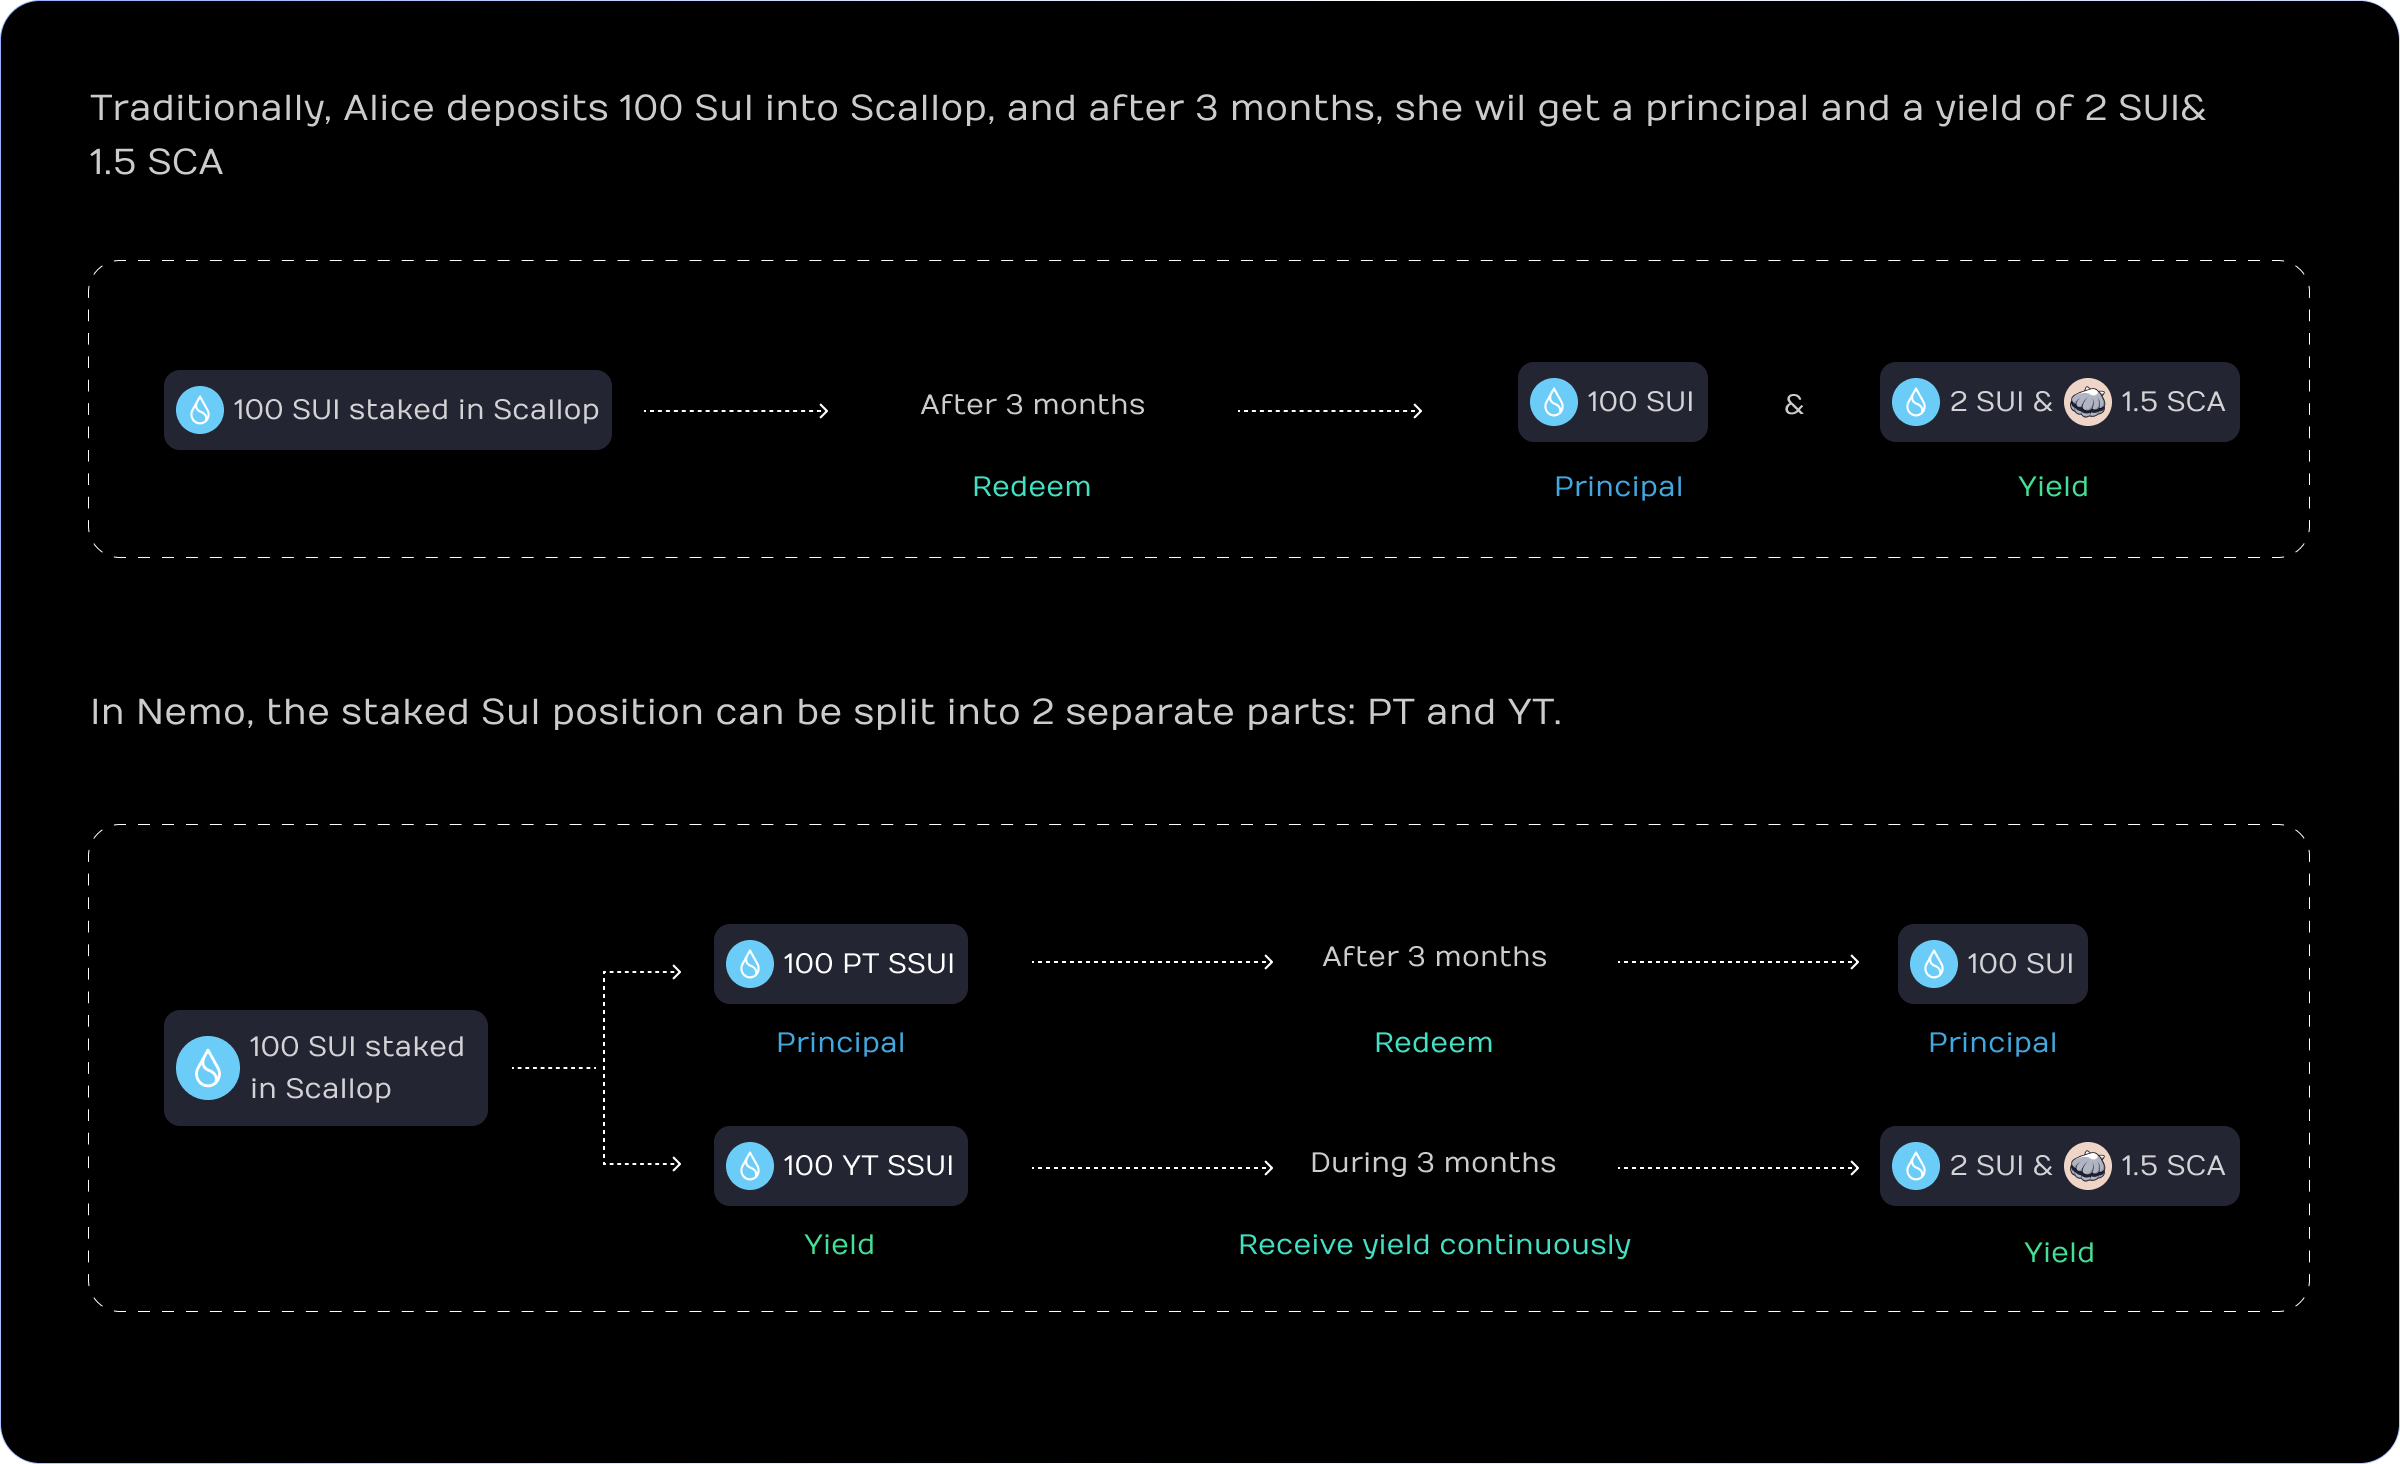 Traditionally, Alice deposits 100 SuI into Scallop, and after 3 months, she wil get a principal and a yield of 2 SUI&
1.5 SCA
100 SUI staked in Scallop
After 3 months
100 SUI
&
2 SUI & 1.5 SCA
Redeem
Principal
Yield
In Nemo, the staked SuI position can be split into 2 separate parts: PT and YT.
100 PT SSUI
After 3 months
100 SUI
Principal
Redeem
Principal
100 SUI staked
in Scallop
100 YT SSUI
During 3 months
2 SUI & 1.5 SCA
Yield
Receive yield continuously
Yield